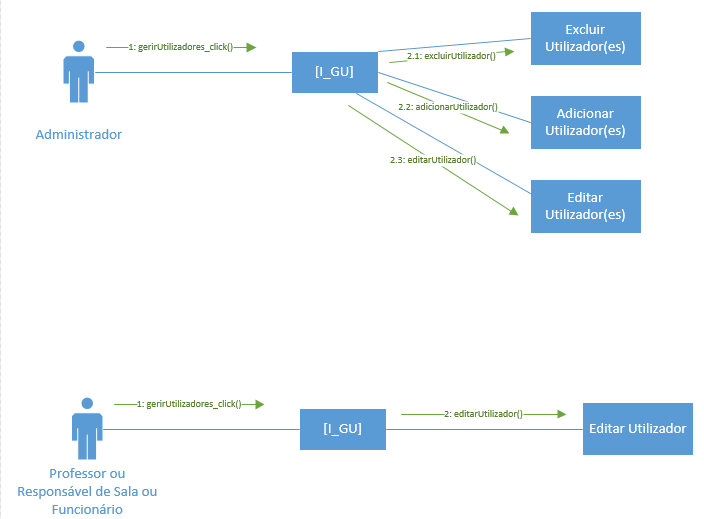 1: gerirUtilizadores_click()
[I_GU]
Administrador
2.1: excluirUtilizador()
2.2: adicionarUtilizador()
2.3: editarUtilizador()
Excluir
Utilizador(es)
Adicionar
Utilizador(es)
Editar
Utilizador(es)
1: gerirUtilizadores_click()
[I_GU]
2: editarUtilizador()
Editar Utilizador
Professor ou
Responsável de Sala ou
Funcionário